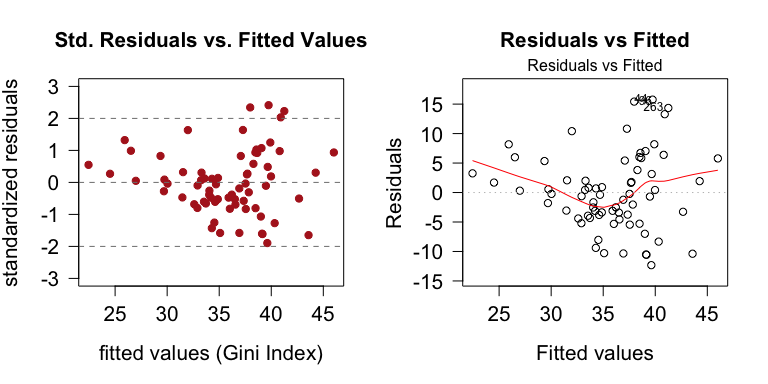 Std. Residuals vs. Fitted Values
standardized residuals
3
2
1
0
-1
-2
-3
25 30 35 40 45
fitted values (Gini Index)
Residuals vs Fitted
Residuals vs Fitted
Residuals
15
10
5
0
-5
-10
-15
263
25 30 35 40 45
Fitted values